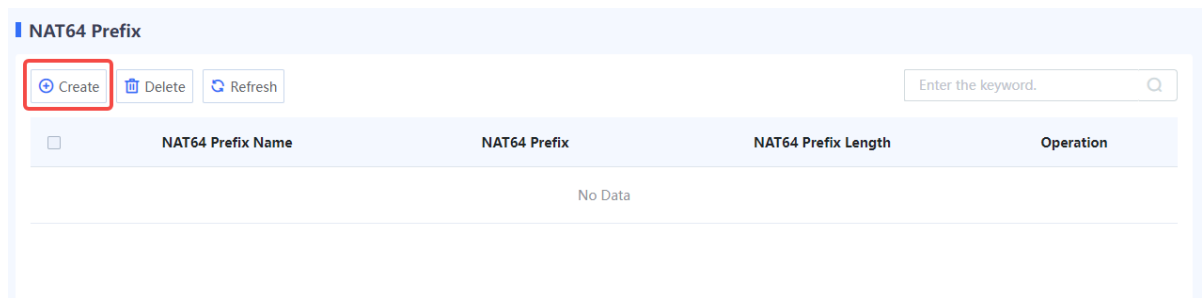 NAT64 Prefix
Create Delete Refresh Enter the keyword.
NAT64 Prefix Name NAT64 Prefix NAT64 Prefix Length Operation
No Data